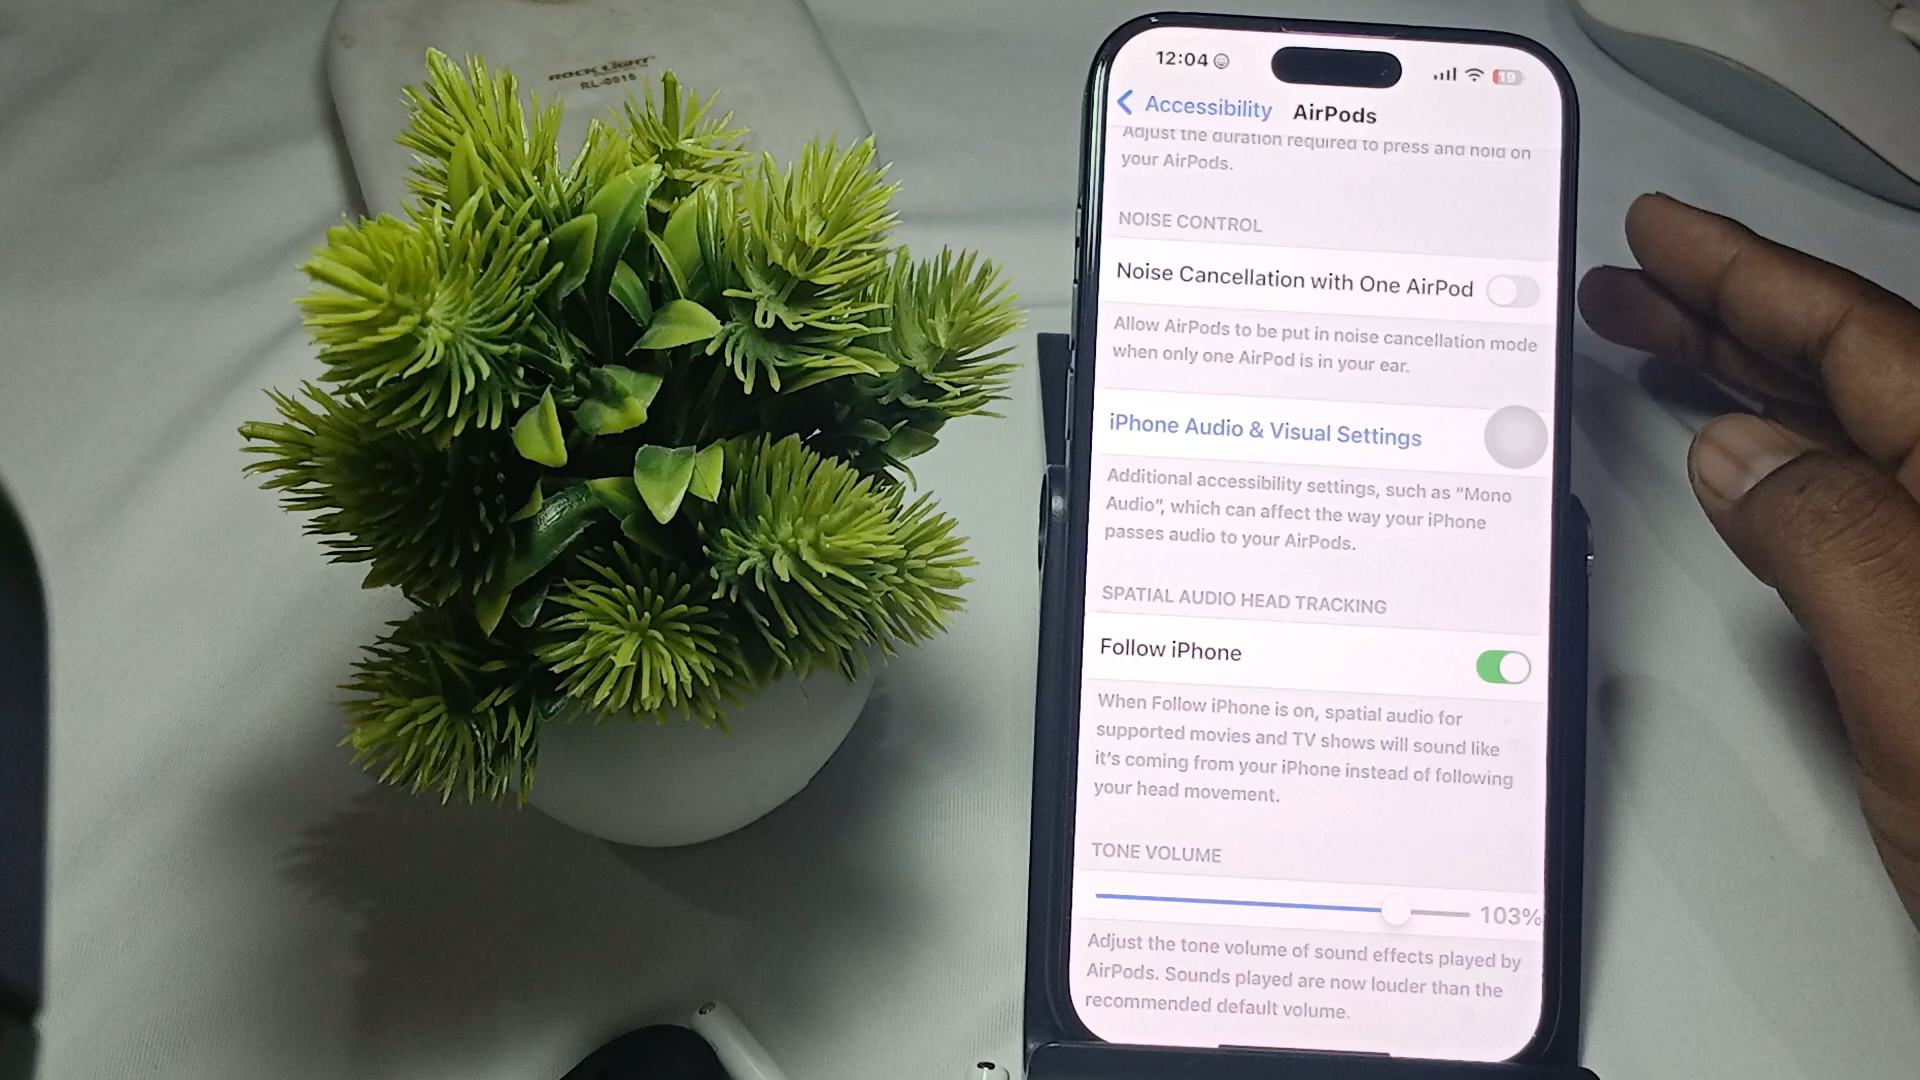 ROCK LIGHT
RL-0016
12:04
19
Accessibility AirPods
Adjust the duration required to press and hold on
your AirPods.
NOISE CONTROL
Noise Cancellation with One AirPod
Allow AirPods to be put in noise cancellation mode
when only one AirPod is in your ear.
iPhone Audio & Visual Settings
Additional accessibility settings, such as “Mono
Audio”, which can affect the way your iPhone
passes audio to your AirPods.
SPATIAL AUDIO HEAD TRACKING
Follow iPhone
When Follow iPhone is on, spatial audio for
supported movies and TV shows will sound like
it’s coming from your iPhone instead of following
your head movement.
TONE VOLUME
103%
Adjust the tone volume of sound effects played by
AirPods. Sounds played are now louder than the
recommended default volume.